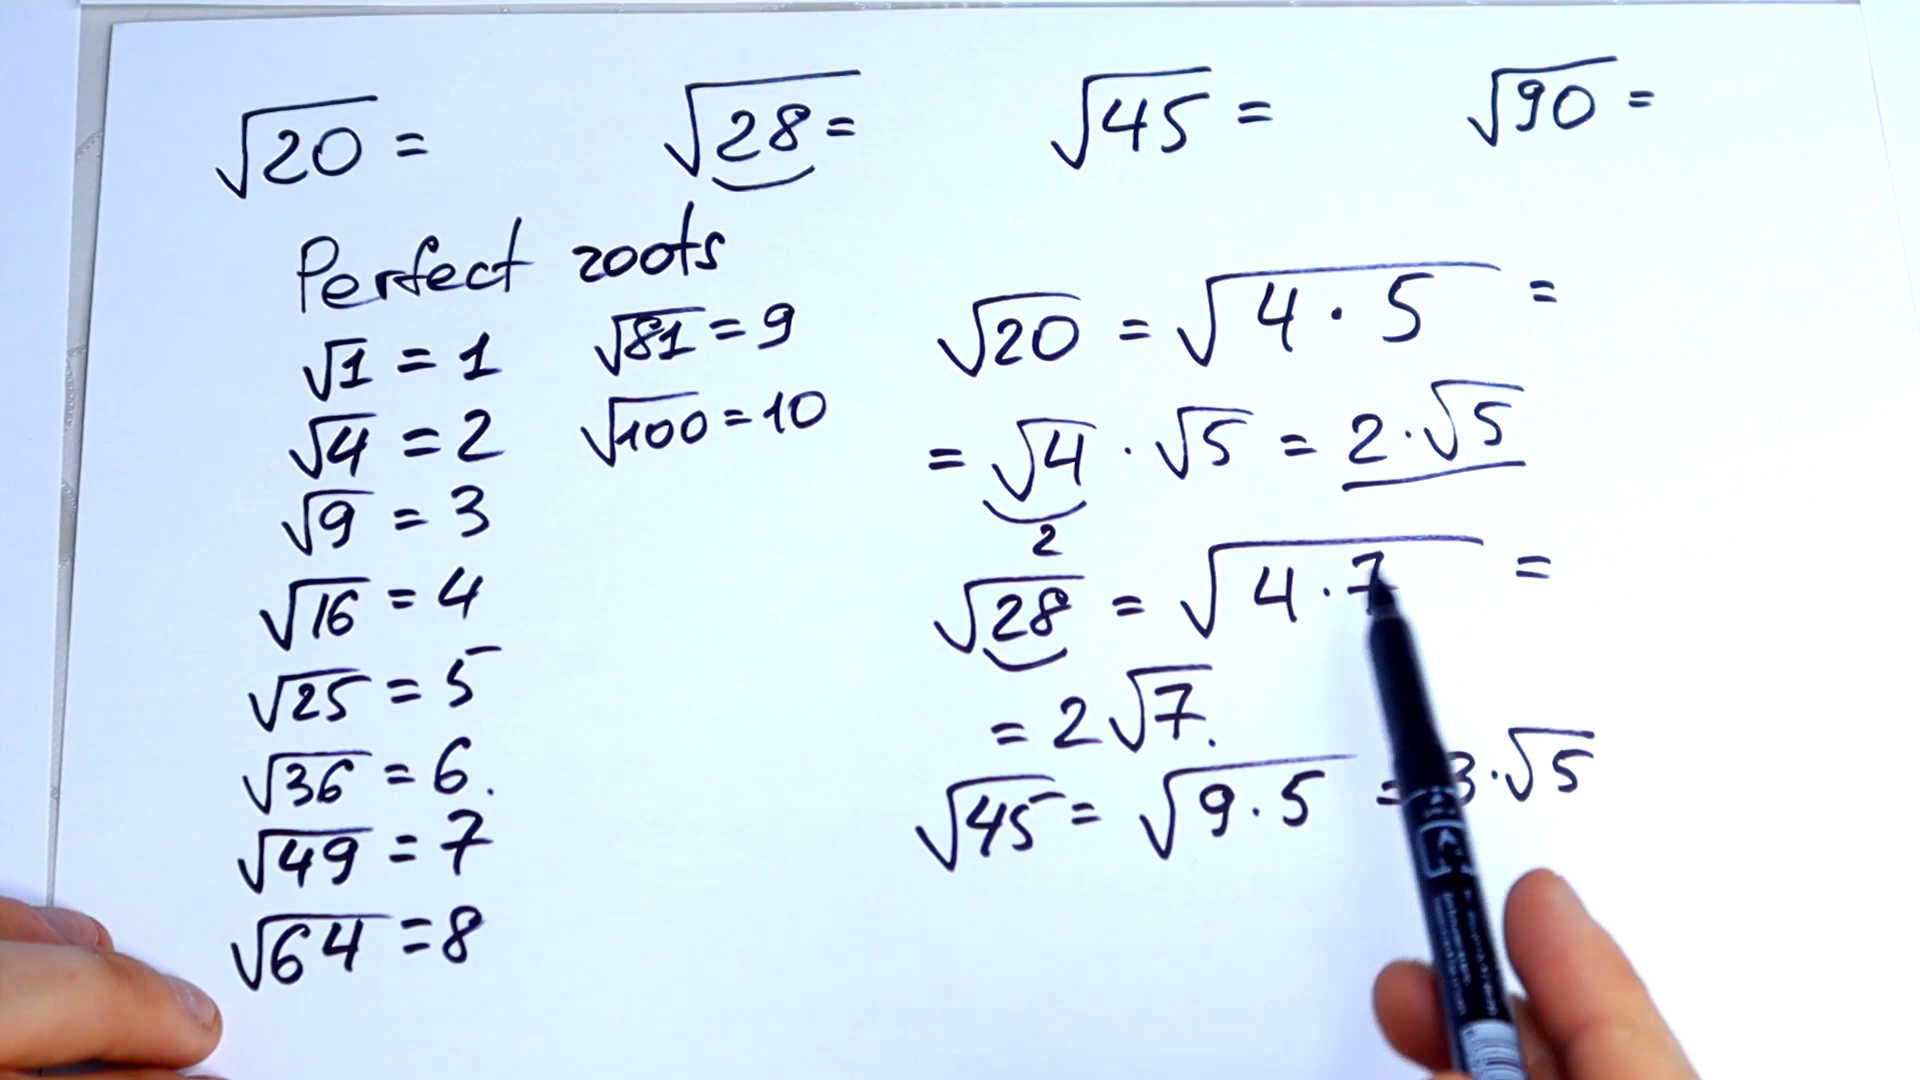 √20 = √28 = √45 = √90 =
Perfect roots
√1 = 1
√4 = 2
√9 = 3
√16 = 4
√25 = 5
√36 = 6.
√49 = 7
√64 = 8
√81 = 9
√100 = 10
√20 = √4 · 5 =
= √4 · √5 = 2 · √5
2
√28 = √4 · 7 =
= 2√7.
√45 = √9 · 5 = 3 · √5